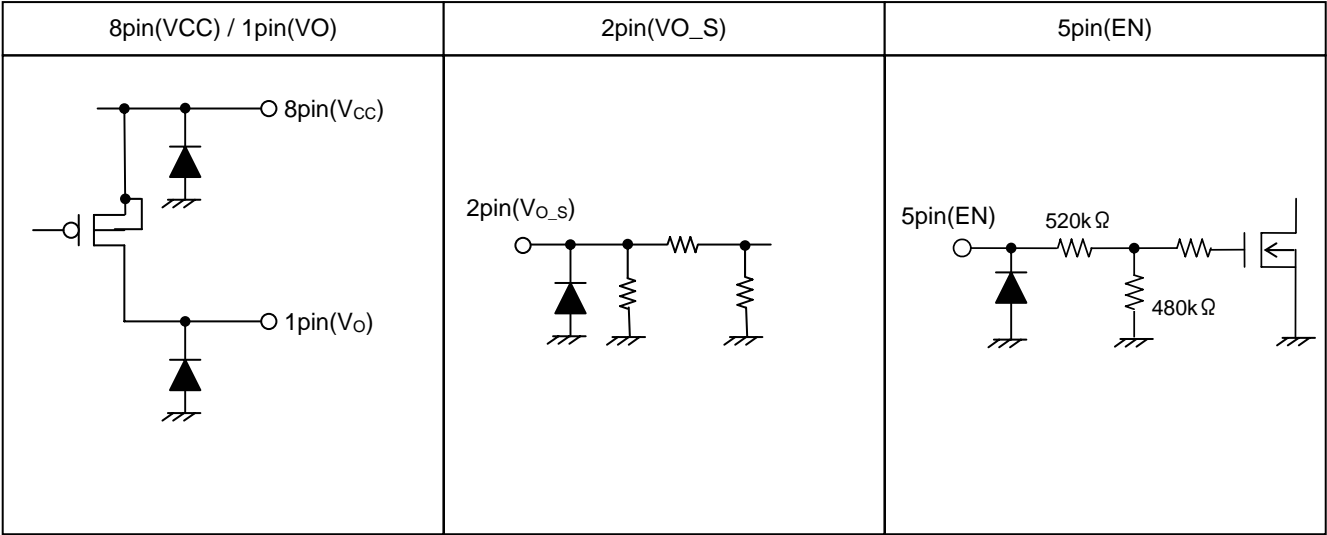 8pin(VCC) / 1pin(VO)
2pin(VO_S)
5pin(EN)
8pin(VCC)
1pin(VO)
2pin(VO_S)
5pin(EN)
520kΩ
480kΩ